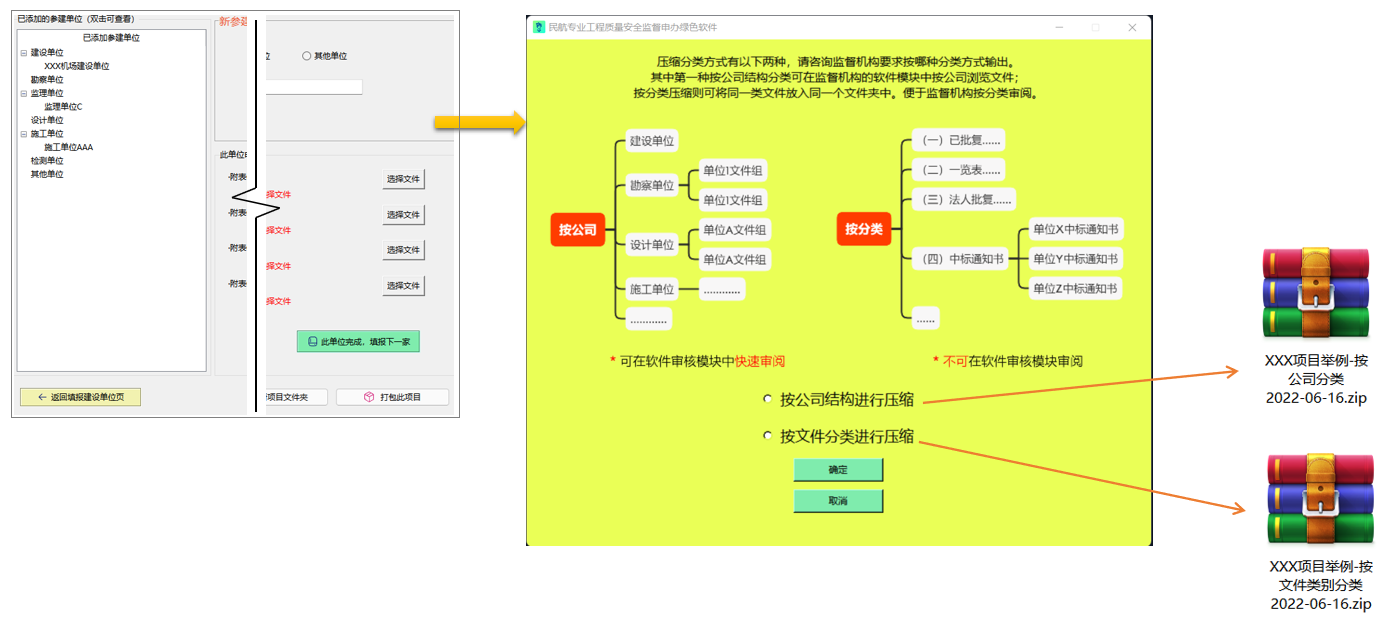 已添加的参建单位（双击可查看）
已添加参建单位
建设单位
XXX机场建设单位
勘察单位
监理单位
监理单位C
设计单位
施工单位
施工单位AAA
检测单位
其他单位
返回填报建设单位页
新参建
其他单位
此单位
-附表
选择文件
择文件
-附表
选择文件
择文件
-附表
选择文件
择文件
-附表
选择文件
择文件
此单位完成，填报下一家
项目文件夹
打包此项目
民航专业工程质量安全监督申办绿色软件
压缩分类方式有以下两种，请咨询监督机构要求按哪种分类方式输出。
其中第一种按公司结构分类可在监督机构的软件模块中按公司浏览文件；
按分类压缩则可将同一类文件放入同一个文件夹中。便于监督机构按分类审阅。
按公司
建设单位
勘察单位
单位1文件组
单位1文件组
设计单位
单位A文件组
单位A文件组
施工单位
............
............
* 可在软件审核模块中快速审阅
按分类
（一）已批复......
（二）一览表......
（三）法人批复......
（四）中标通知书
单位X中标通知书
单位Y中标通知书
单位Z中标通知书
......
* 不可在软件审核模块审阅
按公司结构进行压缩
按文件分类进行压缩
确定
取消
XXX项目举例-按
公司分类
2022-06-16.zip
XXX项目举例-按
文件类别分类
2022-06-16.zip